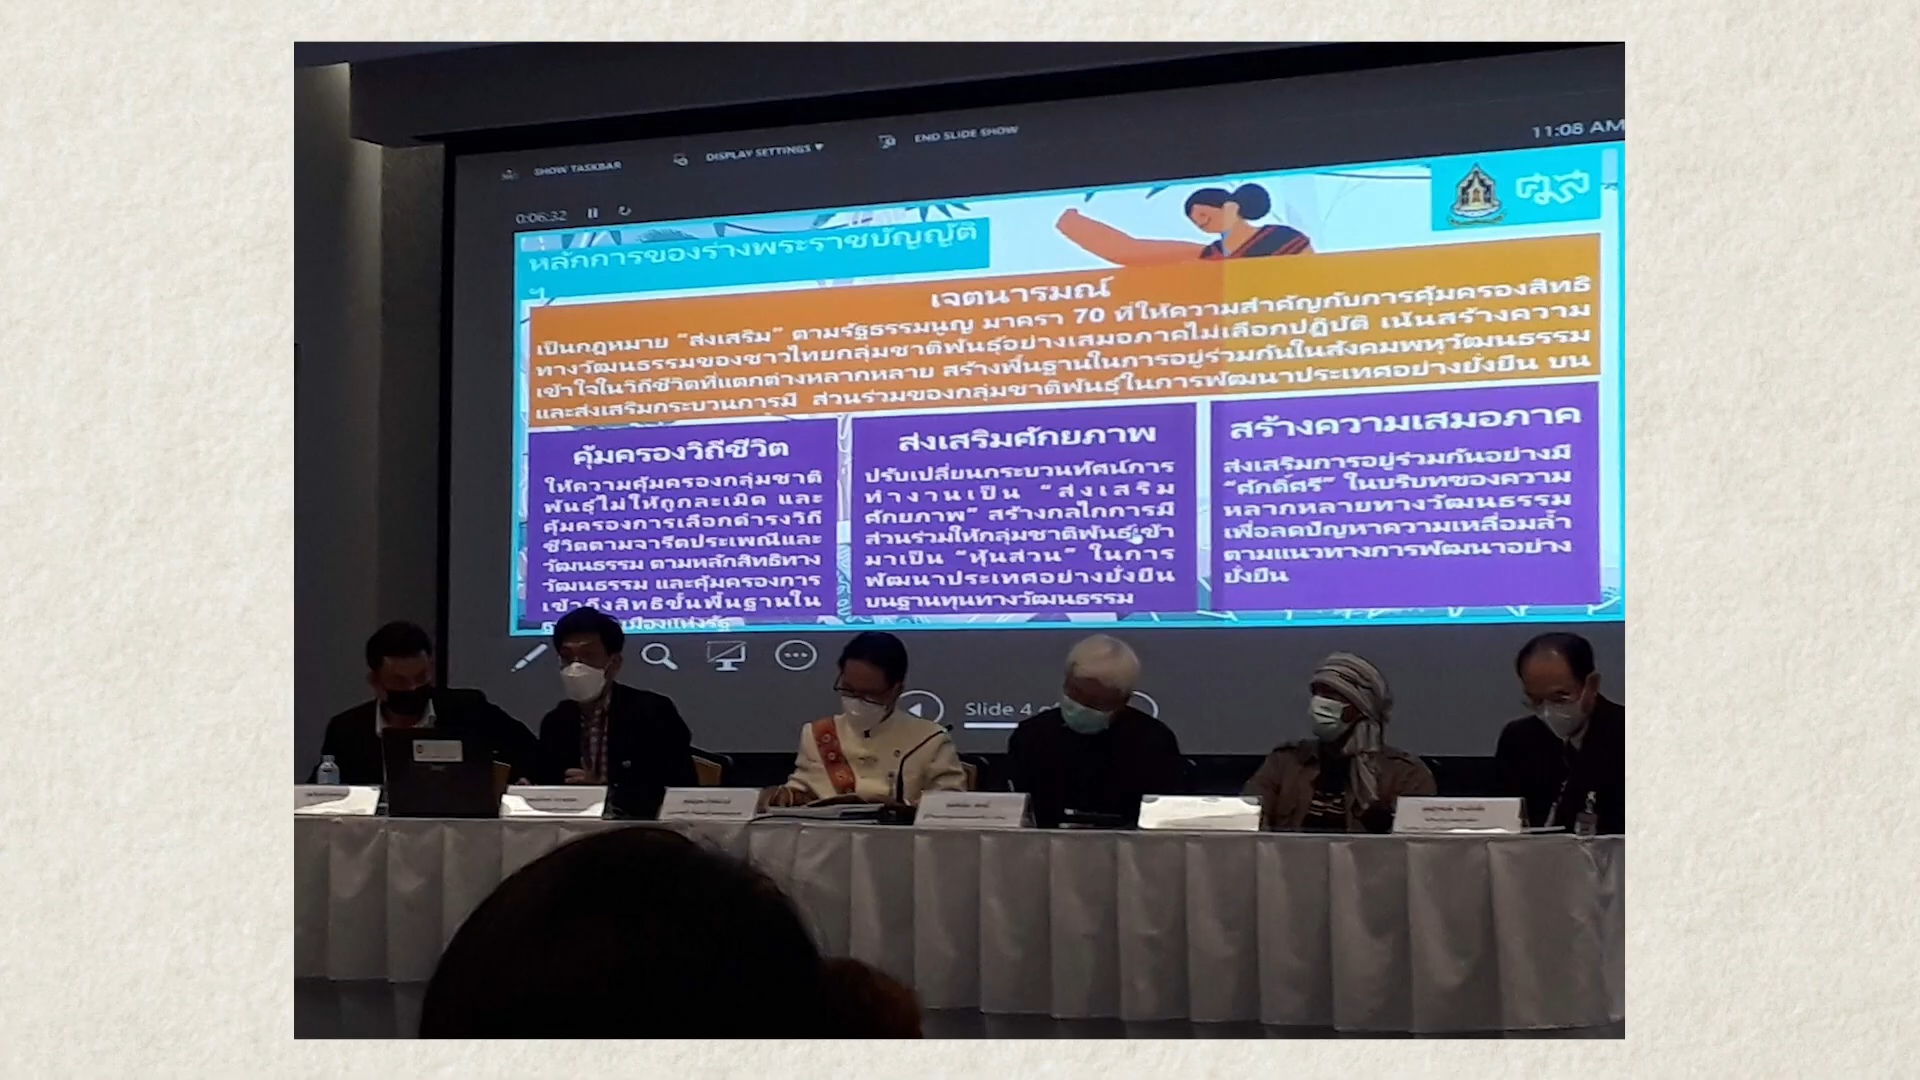 11:08 AM
SHOW TASKBAR
DISPLAY SETTINGS ▼
END SLIDE SHOW
0:06:32
ศมส
หลักการของร่างพระราชบัญญัติ
ฯ
เจตนารมณ์
เป็นกฎหมาย “ส่งเสริม” ตามรัฐธรรมนูญ มาตรา 70 ที่ให้ความสำคัญกับการคุ้มครองสิทธิ
ทางวัฒนธรรมของชาวไทยกลุ่มชาติพันธุ์อย่างเสมอภาคไม่เลือกปฏิบัติ เน้นสร้างความ
เข้าใจในวิถีชีวิตที่แตกต่างหลากหลาย สร้างพื้นฐานในการอยู่ร่วมกันในสังคมพหุวัฒนธรรม
และส่งเสริมกระบวนการมี ส่วนร่วมของกลุ่มชาติพันธุ์ในการพัฒนาประเทศอย่างยั่งยืน บน
คุ้มครองวิถีชีวิต
ให้ความคุ้มครองกลุ่มชาติ
พันธุ์ไม่ให้ถูกละเมิด และ
คุ้มครองการเลือกดำรงวิถี
ชีวิตตามจารีตประเพณีและ
วัฒนธรรม ตามหลักสิทธิทาง
วัฒนธรรม และคุ้มครองการ
เข้าถึงสิทธิขั้นพื้นฐานใน
ส่งเสริมศักยภาพ
ปรับเปลี่ยนกระบวนทัศน์การ
ทำงานเป็น “ส่งเสริม
ศักยภาพ” สร้างกลไกการมี
ส่วนร่วมให้กลุ่มชาติพันธุ์เข้า
มาเป็น “หุ้นส่วน” ในการ
พัฒนาประเทศอย่างยั่งยืน
บนฐานทุนทางวัฒนธรรม
สร้างความเสมอภาค
ส่งเสริมการอยู่ร่วมกันอย่างมี
“ศักดิ์ศรี” ในบริบทของความ
หลากหลายทางวัฒนธรรม
เพื่อลดปัญหาความเหลื่อมล้ำ
ตามแนวทางการพัฒนาอย่าง
ยั่งยืน
Slide 4